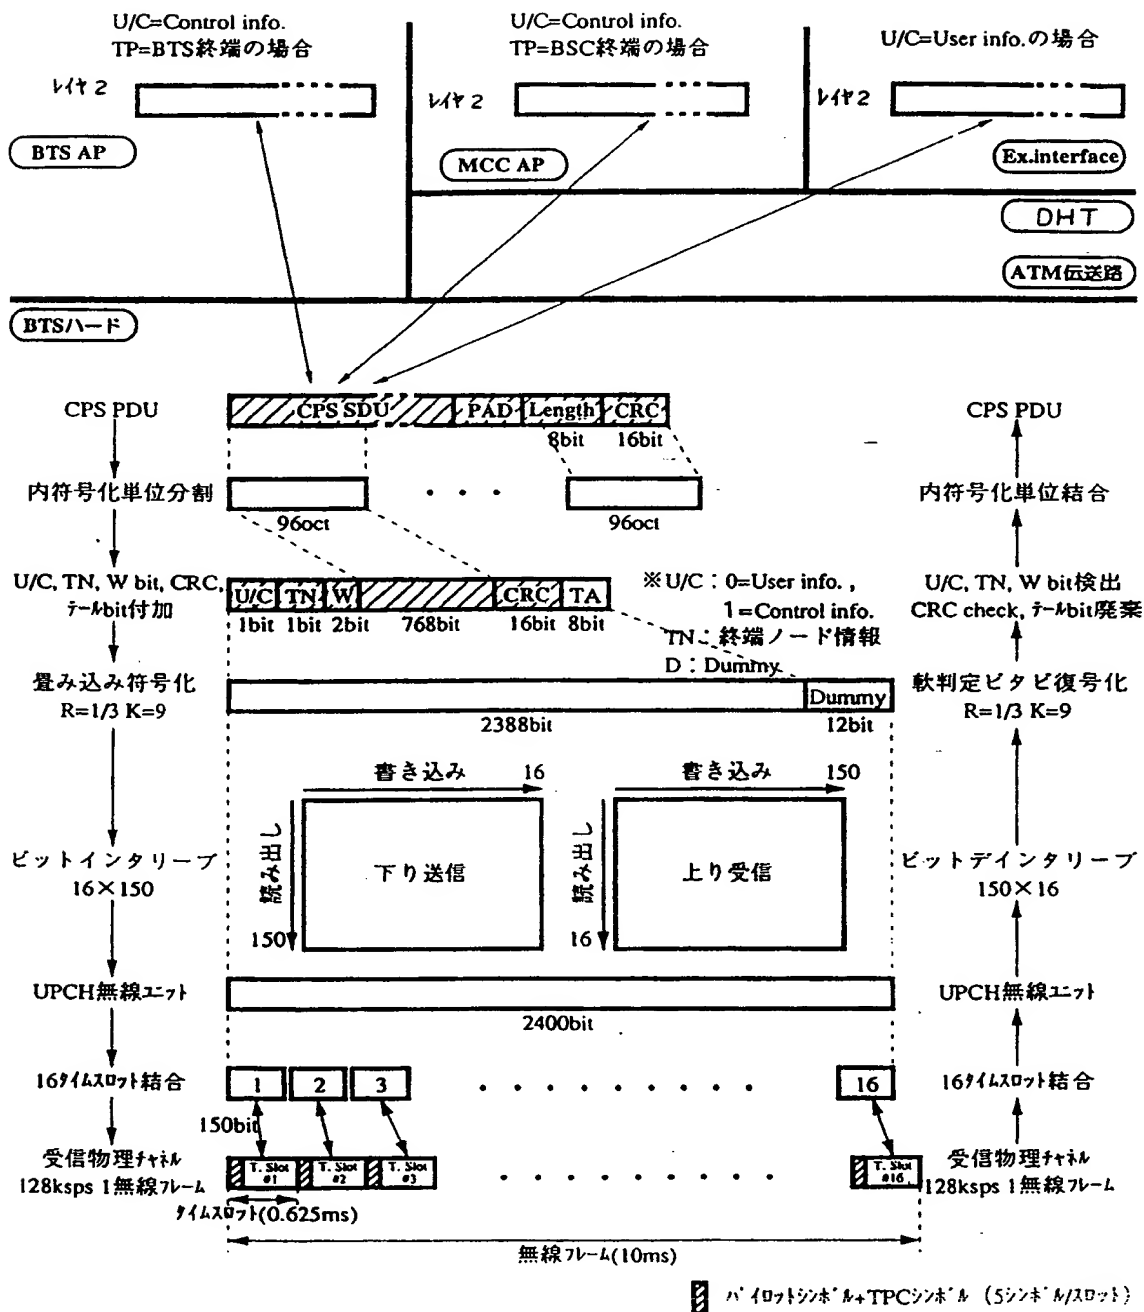 U/C=Control info.
TP=BTS終端の場合
U/C=Control info.
TP=BSC終端の場合
U/C=User info.の場合
ﾚｲﾔ 2
ﾚｲﾔ 2
ﾚｲﾔ 2
BTS AP
MCC AP
Ex.interface
DHT
ATM伝送路
BTSハード
CPS PDU
CPS SDU
PAD
Length
CRC
CPS PDU
8bit
16bit
内符号化単位分割
・・・
内符号化単位結合
96oct
96oct
U/C, TN, W bit, CRC,
ﾃｰﾙbit付加
U/C
TN
W
CRC
TA
1bit
1bit
2bit
768bit
16bit
8bit
※U/C：0=User info.,
1=Control info.
TN：終端ノード情報
D：Dummy
U/C, TN, W bit検出
CRC check, ﾃｰﾙbit廃棄
畳み込み符号化
R=1/3 K=9
Dummy
2388bit
12bit
軟判定ビタビ復号化
R=1/3 K=9
書き込み
16
書き込み
150
読み出し
下り送信
150
読み出し
上り受信
16
ビットインタリーブ
16×150
ビットデインタリーブ
150×16
UPCH無線ﾕﾆｯﾄ
2400bit
UPCH無線ﾕﾆｯﾄ
16ﾀｲﾑｽﾛｯﾄ結合
1
2
3
・・・・・・・・・・
16
16ﾀｲﾑｽﾛｯﾄ結合
150bit
受信物理ﾁｬﾈﾙ
128ksps 1無線ﾌﾚｰﾑ
T. Slot
#1
T. Slot
#2
T. Slot
#3
・・・・・・・・・・
T. Slot
#16
受信物理ﾁｬﾈﾙ
128ksps 1無線ﾌﾚｰﾑ
ﾀｲﾑｽﾛｯﾄ(0.625ms)
無線ﾌﾚｰﾑ(10ms)
ﾊﾟｲﾛｯﾄｼﾝﾎﾞﾙ+TPCｼﾝﾎﾞﾙ（5ｼﾝﾎﾞﾙ/ｽﾛｯﾄ）